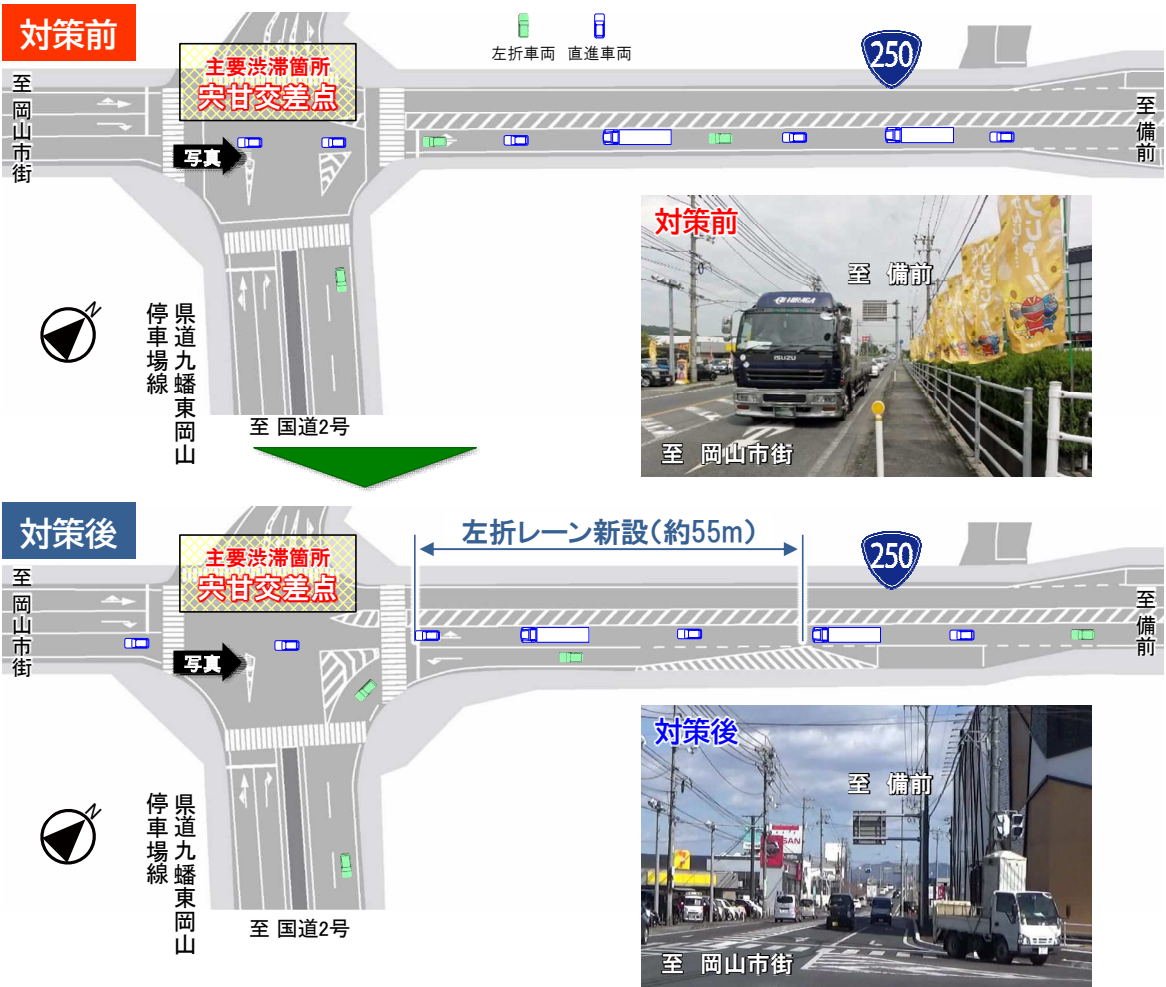 対策前
左折車両 直進車両
250
主要渋滞箇所
宍甘交差点
至 岡山市街
至 備前
写真
対策前
至 備前
ISUZU
至 岡山市街
N
県道九蟠東岡山
停車場線
至 国道2号
対策後
左折レーン新設(約55m)
250
主要渋滞箇所
宍甘交差点
至 岡山市街
至 備前
写真
対策後
至 備前
至 岡山市街
N
県道九蟠東岡山
停車場線
至 国道2号